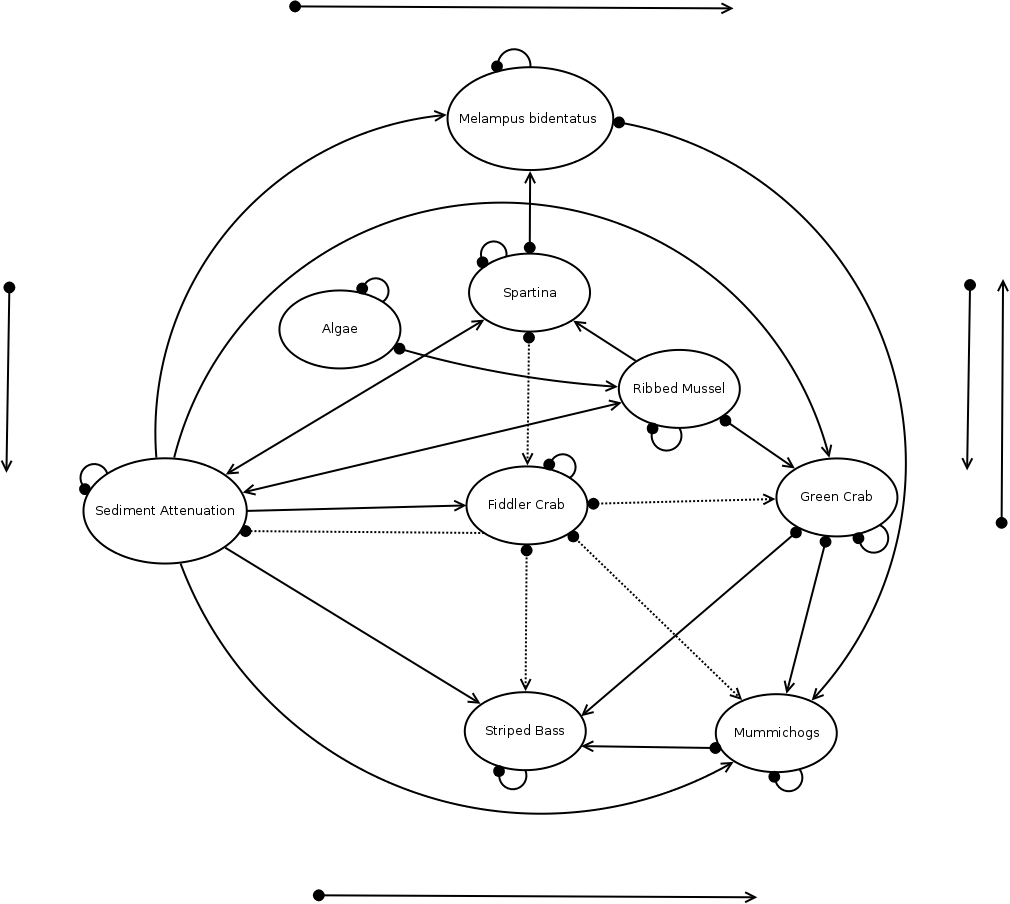 Melampus bidentatus
Spartina
Algae
Ribbed Mussel
Green Crab
Fiddler Crab
Sediment Attenuation
Striped Bass
Mummichogs